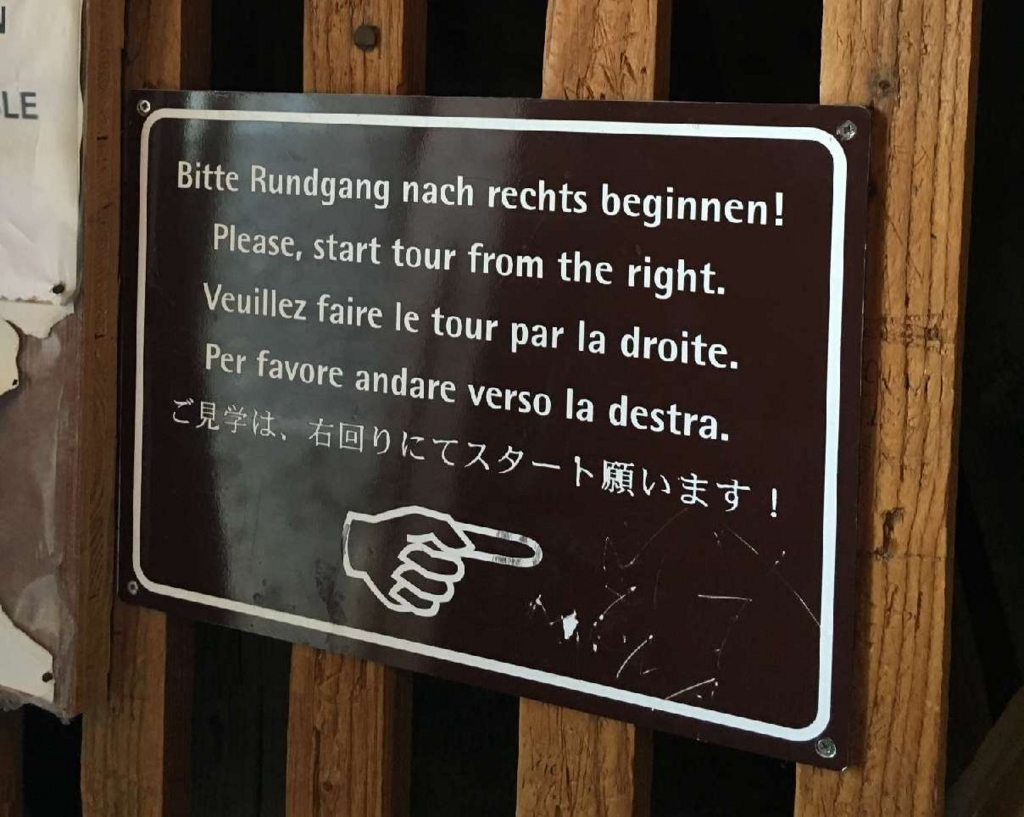 Bitte Rundgang nach rechts beginnen!
Please, start tour from the right.
Veuillez faire le tour par la droite.
Per favore andare verso la destra.
ご見学は、右回りにてスタート願います！